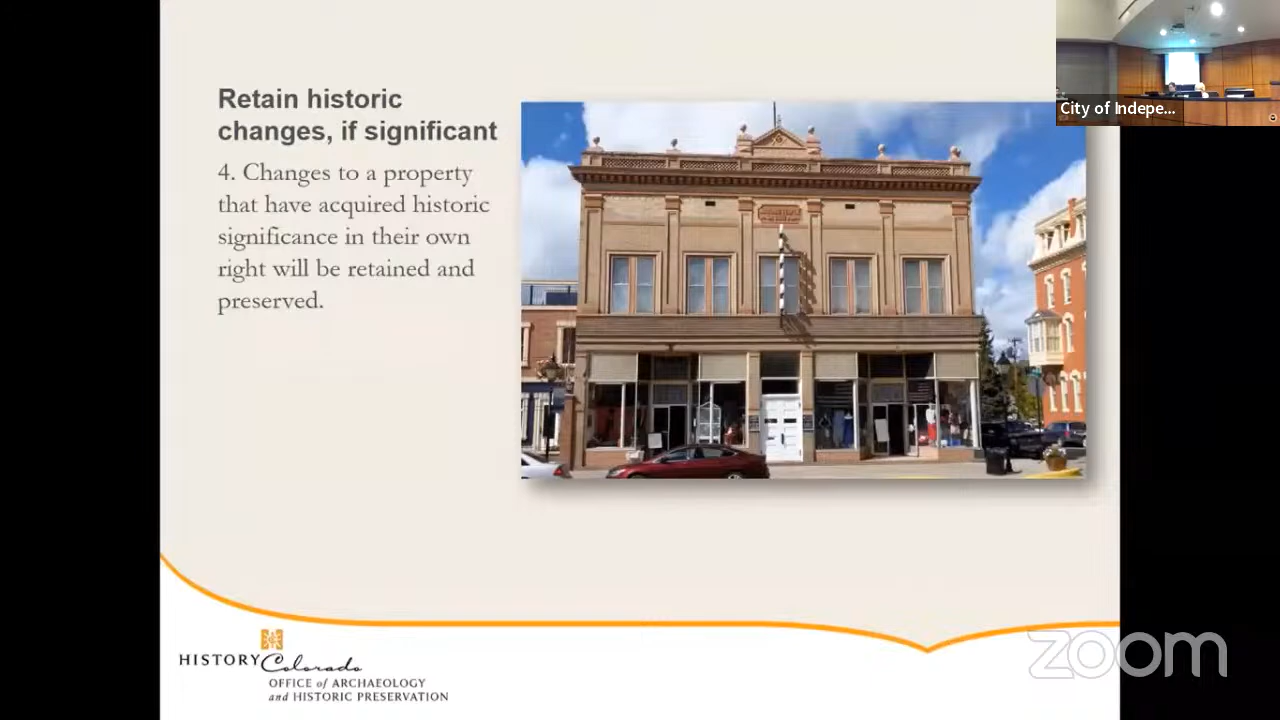 Retain historic
changes, if significant
4. Changes to a property
that have acquired historic
significance in their own
right will be retained and
preserved.
City of Indepe...
HISTORY Colorado
OFFICE of ARCHAEOLOGY
and HISTORIC PRESERVATION
zoom